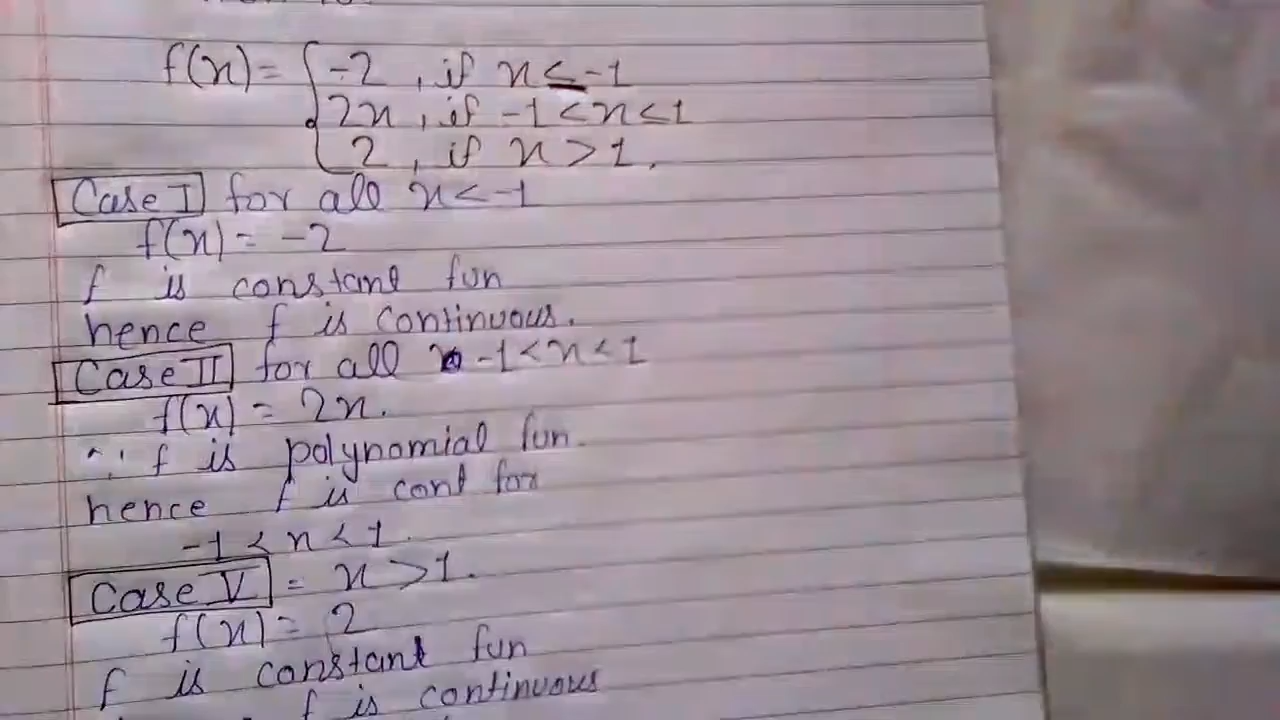 f(x) = { -2 , if x ≤ -1
2x , if -1 < x < 1
2 , if x > 1.
Case I for all x < -1
f(x) = -2
f is constant fun
hence f is continuous.
Case II for all -1 < x < 1
f(x) = 2x.
∵ f is polynomial fun.
hence f is cont for
-1 < x < 1.
Case V = x > 1.
f(x) = 2
f is constant fun
f is continuous